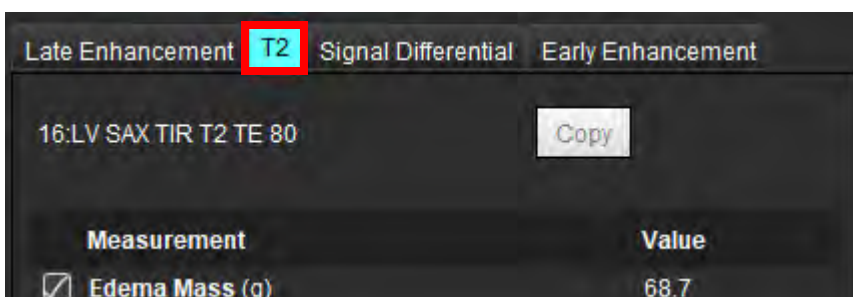 Late Enhancement T2 Signal Differential Early Enhancement
16:LV SAX TIR T2 TE 80 Copy
Measurement Value
Edema Mass (g) 68.7